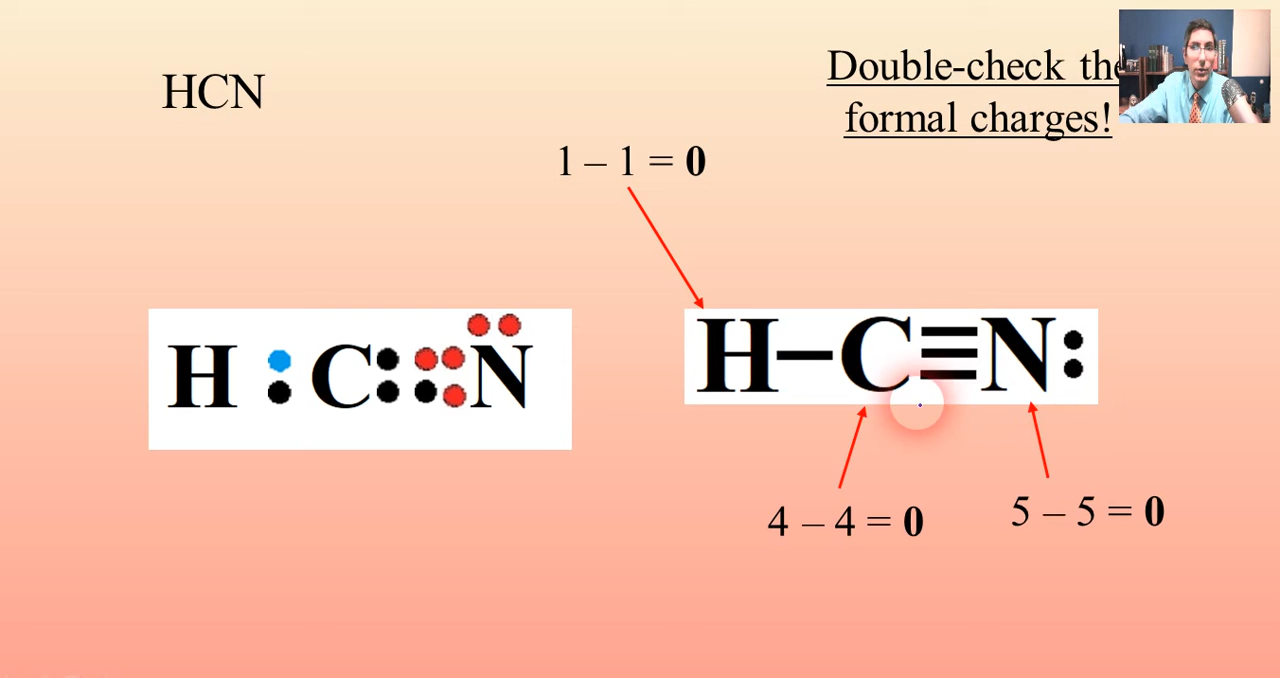 HCN
Double-check the
formal charges!
1 – 1 = 0
H C N
H–C≡N:
4 – 4 = 0
5 – 5 = 0